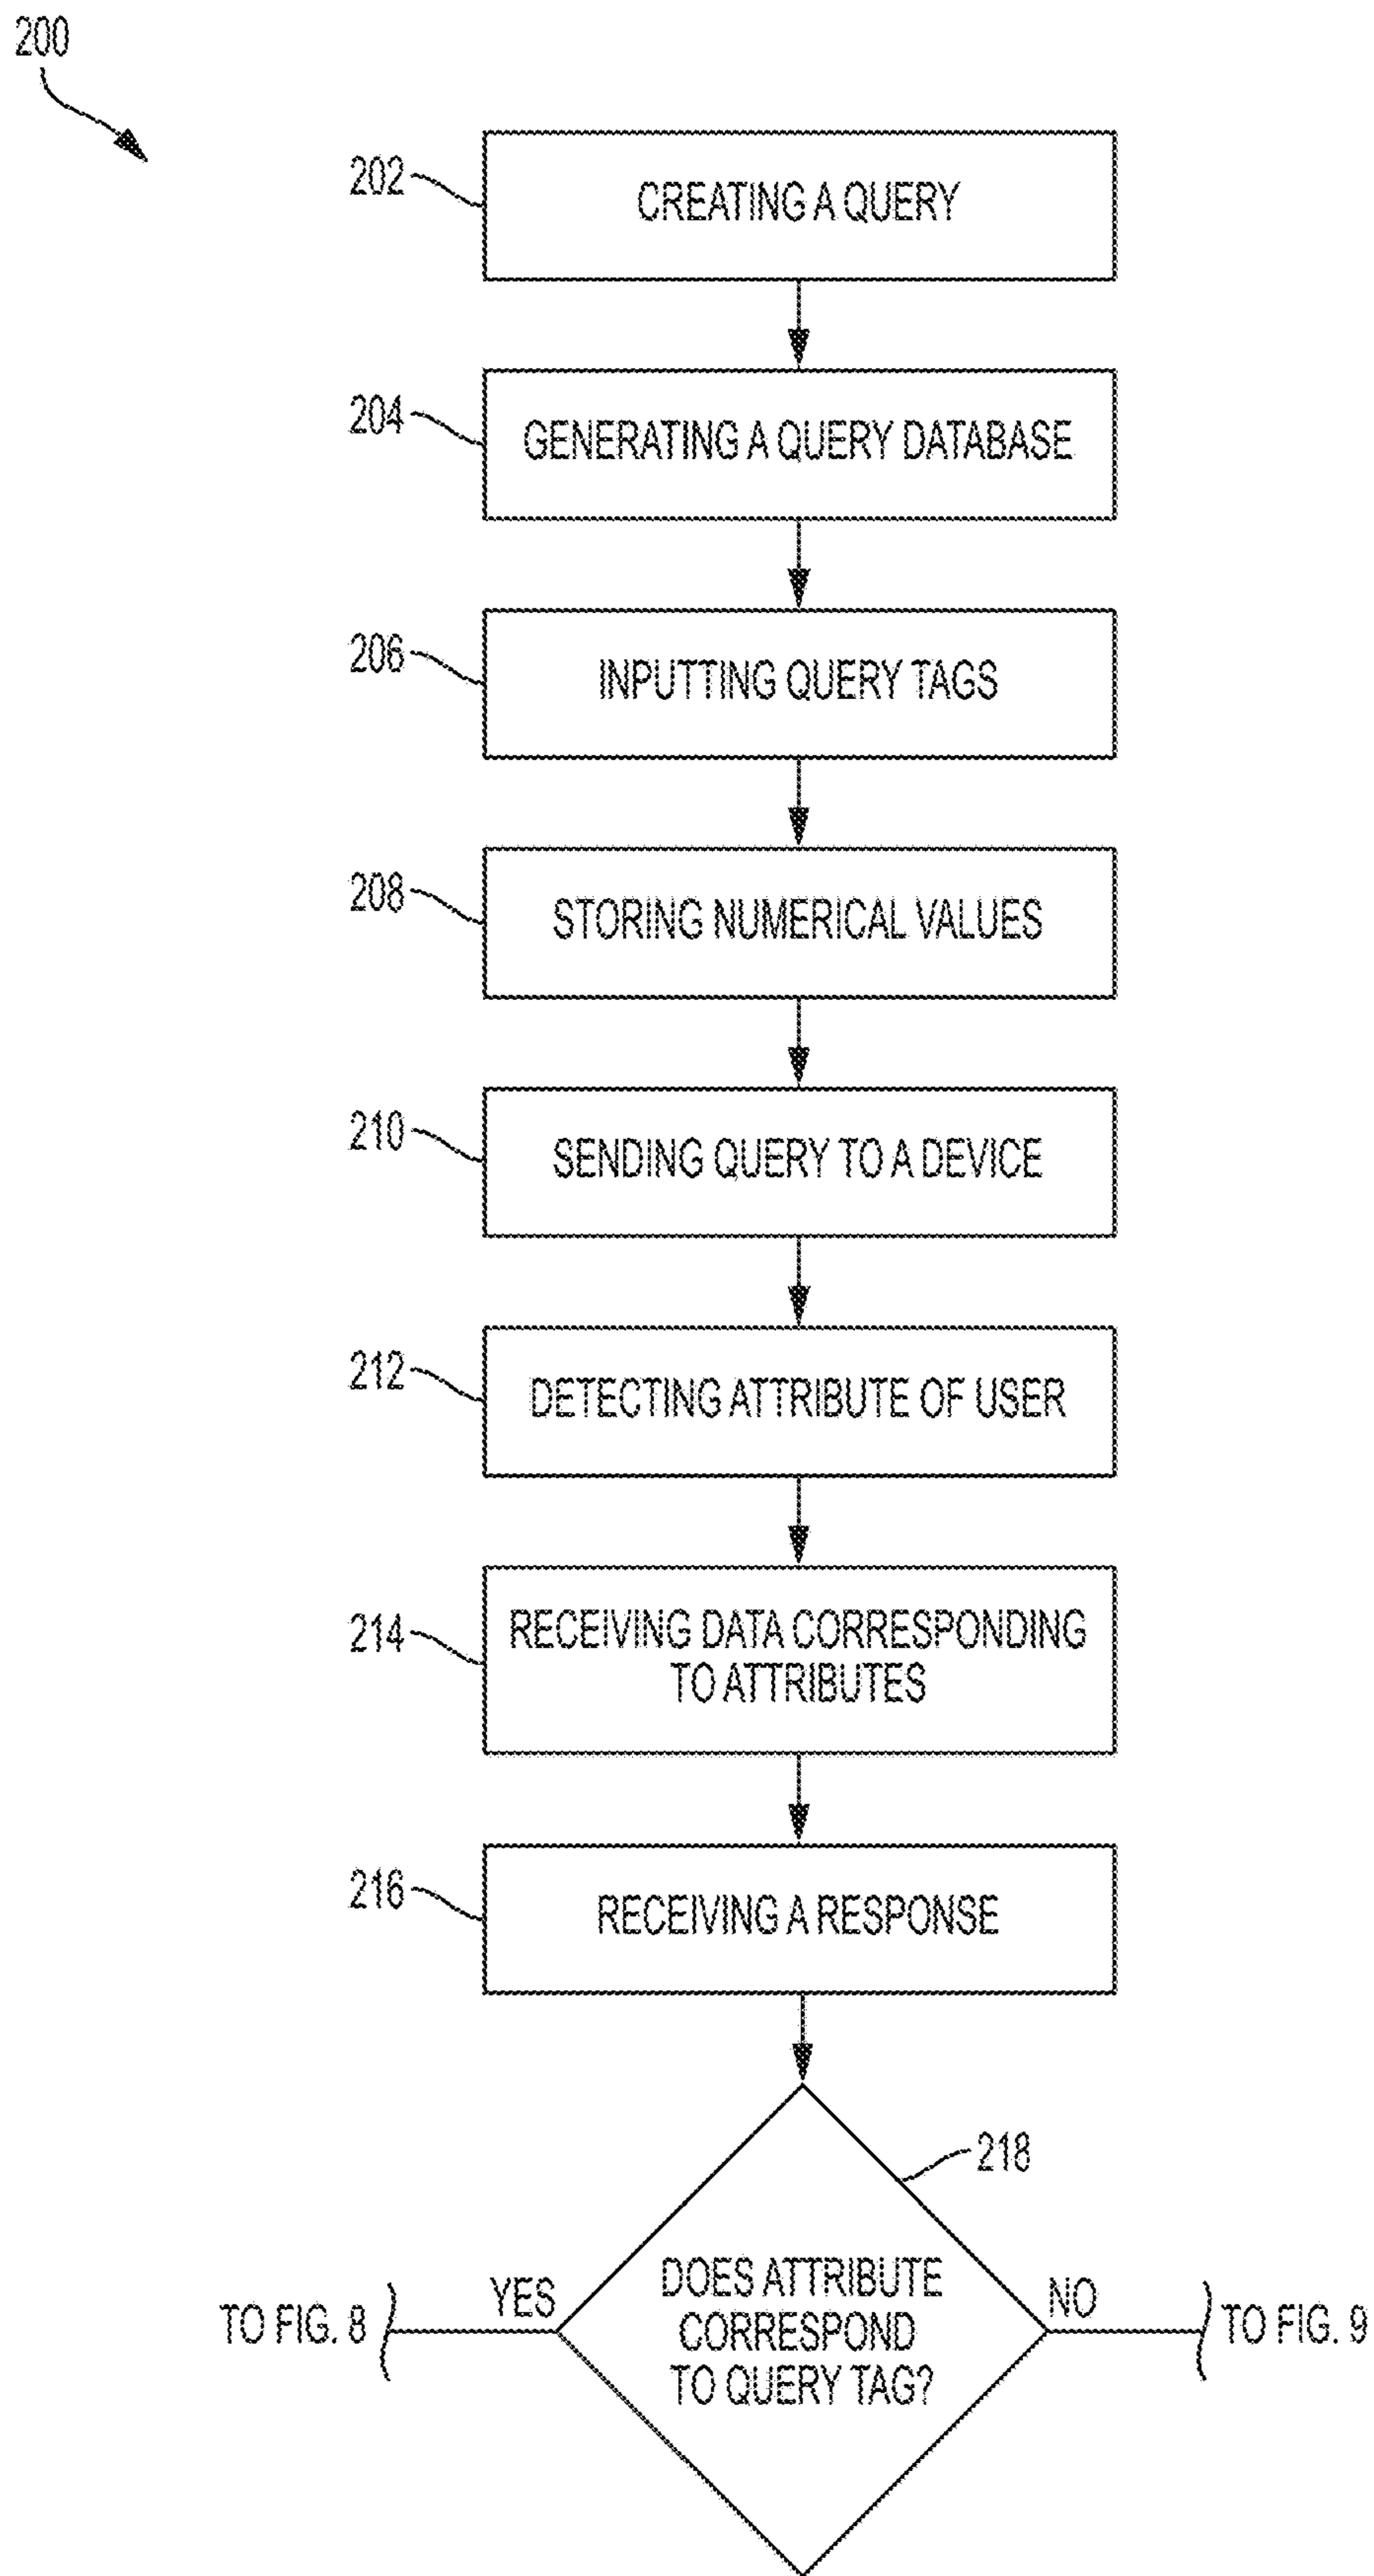 200
202
CREATING A QUERY
204
GENERATING A QUERY DATABASE
206
INPUTTING QUERY TAGS
208
STORING NUMERICAL VALUES
210
SENDING QUERY TO A DEVICE
212
DETECTING ATTRIBUTE OF USER
214
RECEIVING DATA CORRESPONDING
TO ATTRIBUTES
216
RECEIVING A RESPONSE
218
DOES ATTRIBUTE
CORRESPOND
TO QUERY TAG?
YES
TO FIG. 8
NO
TO FIG. 9